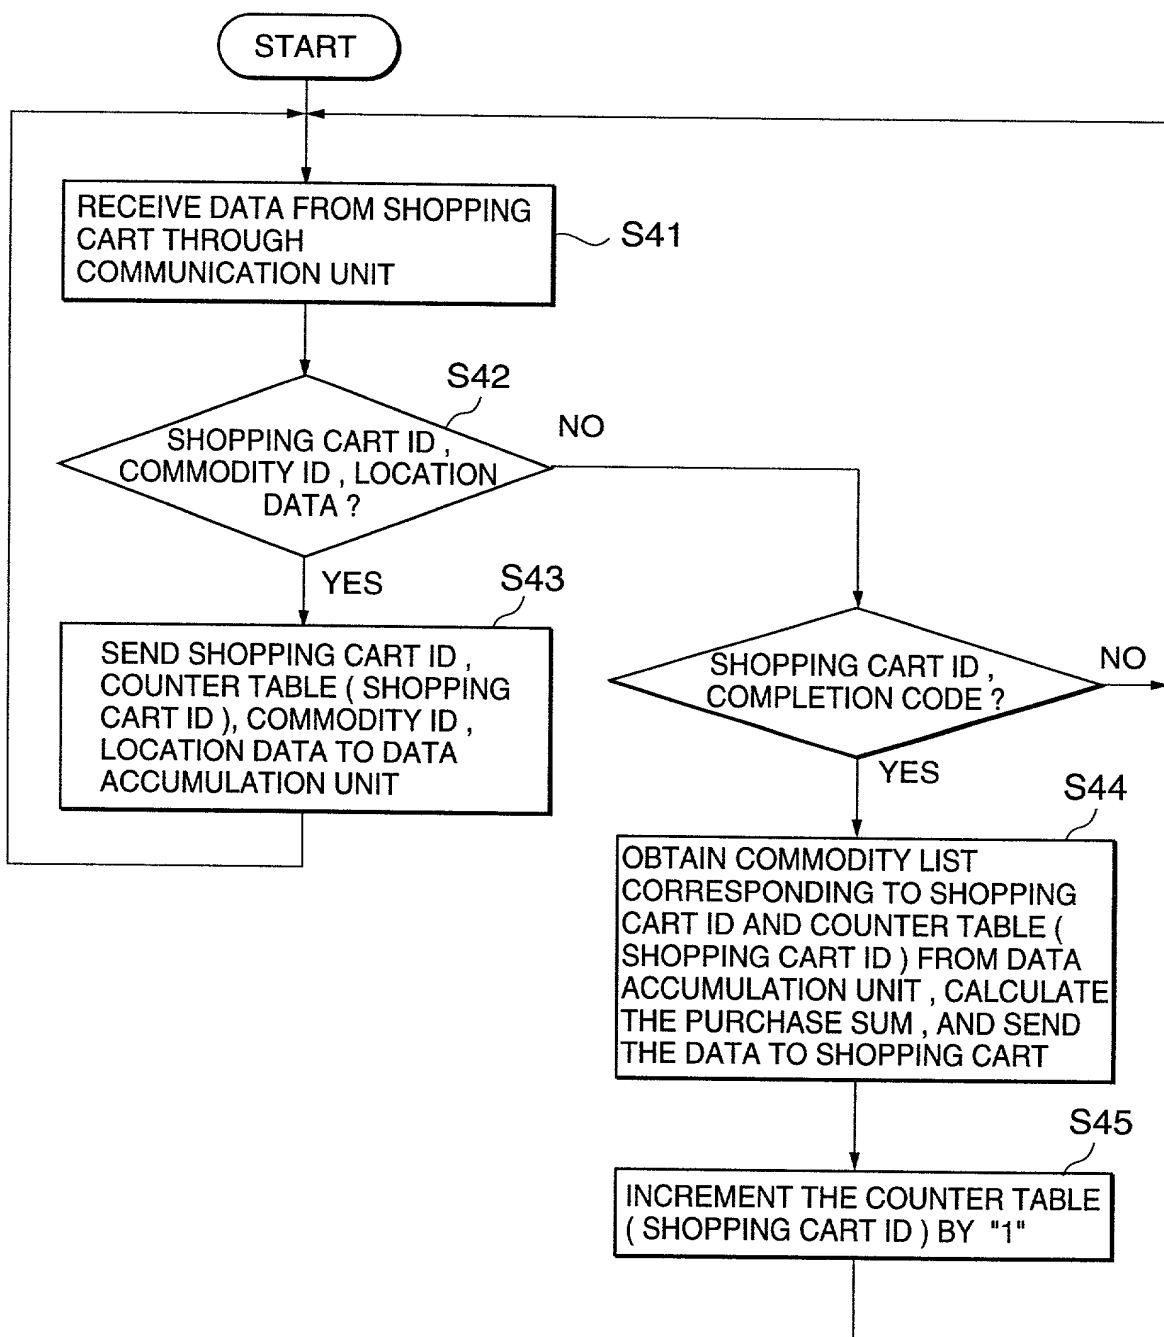 START
RECEIVE DATA FROM SHOPPING
CART THROUGH
COMMUNICATION UNIT
S41
S42
SHOPPING CART ID ,
COMMODITY ID , LOCATION
DATA ?
NO
YES
S43
SEND SHOPPING CART ID ,
COUNTER TABLE ( SHOPPING
CART ID ), COMMODITY ID ,
LOCATION DATA TO DATA
ACCUMULATION UNIT
SHOPPING CART ID ,
COMPLETION CODE ?
NO
YES
S44
OBTAIN COMMODITY LIST
CORRESPONDING TO SHOPPING
CART ID AND COUNTER TABLE (
SHOPPING CART ID ) FROM DATA
ACCUMULATION UNIT , CALCULATE
THE PURCHASE SUM , AND SEND
THE DATA TO SHOPPING CART
S45
INCREMENT THE COUNTER TABLE
( SHOPPING CART ID ) BY "1"